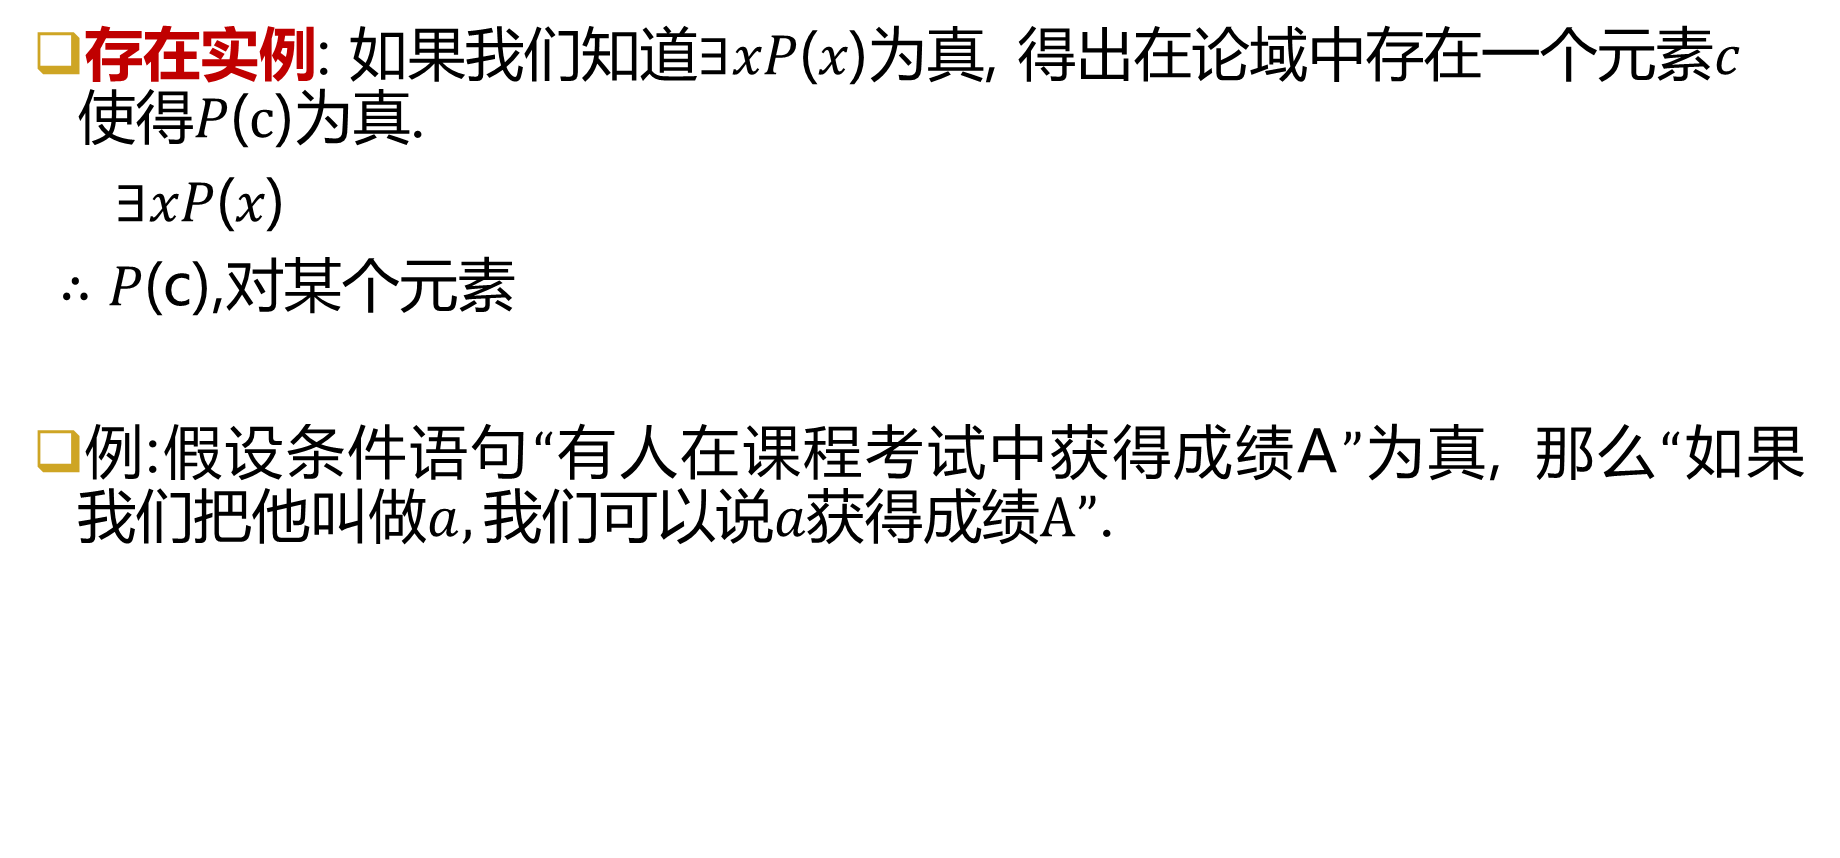 ❑存在实例: 如果我们知道∃xP(x)为真, 得出在论域中存在一个元素c
使得P(c)为真.
∃xP(x)
∴ P(c),对某个元素
❑例:假设条件语句“有人在课程考试中获得成绩A”为真, 那么“如果
我们把他叫做a, 我们可以说a获得成绩A”.